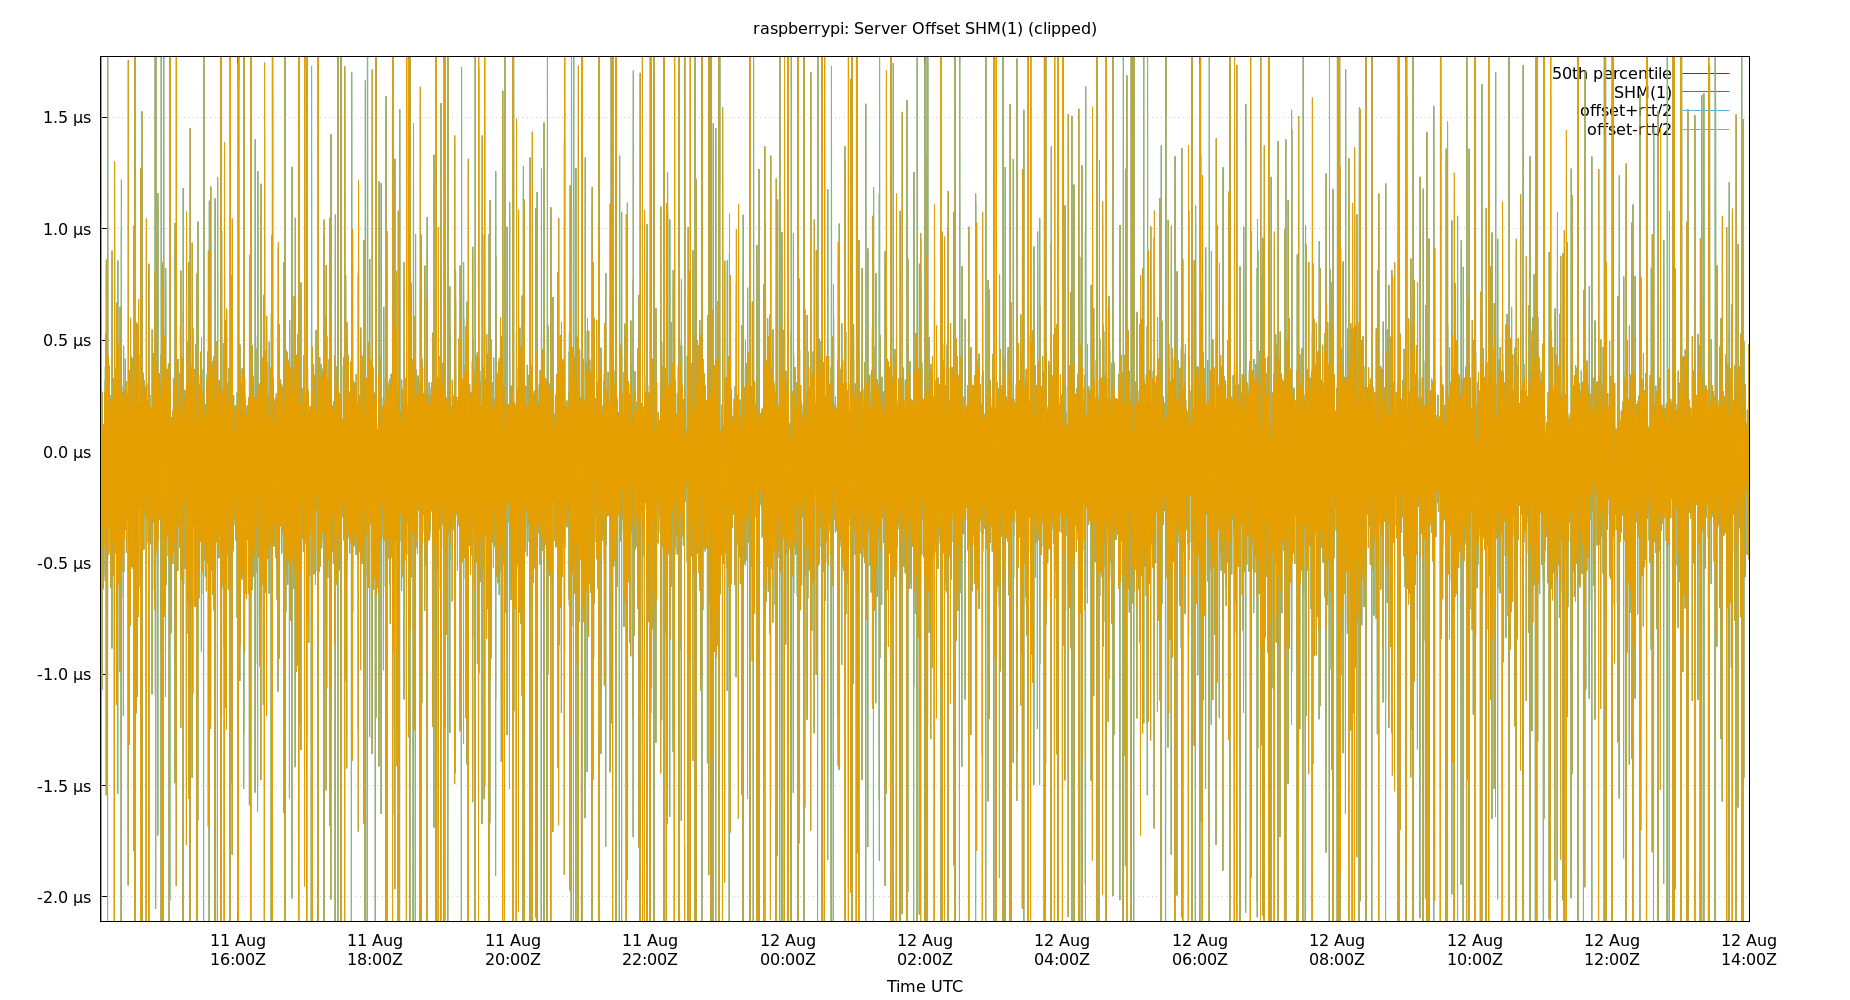 raspberrypi: Server Offset SHM(1) (clipped)
50th percentile
SHM(1)
offset+rtt/2
offset-rtt/2
1.5 µs
1.0 µs
0.5 µs
0.0 µs
-0.5 µs
-1.0 µs
-1.5 µs
-2.0 µs
11 Aug 11 Aug 11 Aug 11 Aug 12 Aug 12 Aug 12 Aug 12 Aug 12 Aug 12 Aug 12 Aug 12 Aug
16:00Z 18:00Z 20:00Z 22:00Z 00:00Z 02:00Z 04:00Z 06:00Z 08:00Z 10:00Z 12:00Z 14:00Z
Time UTC